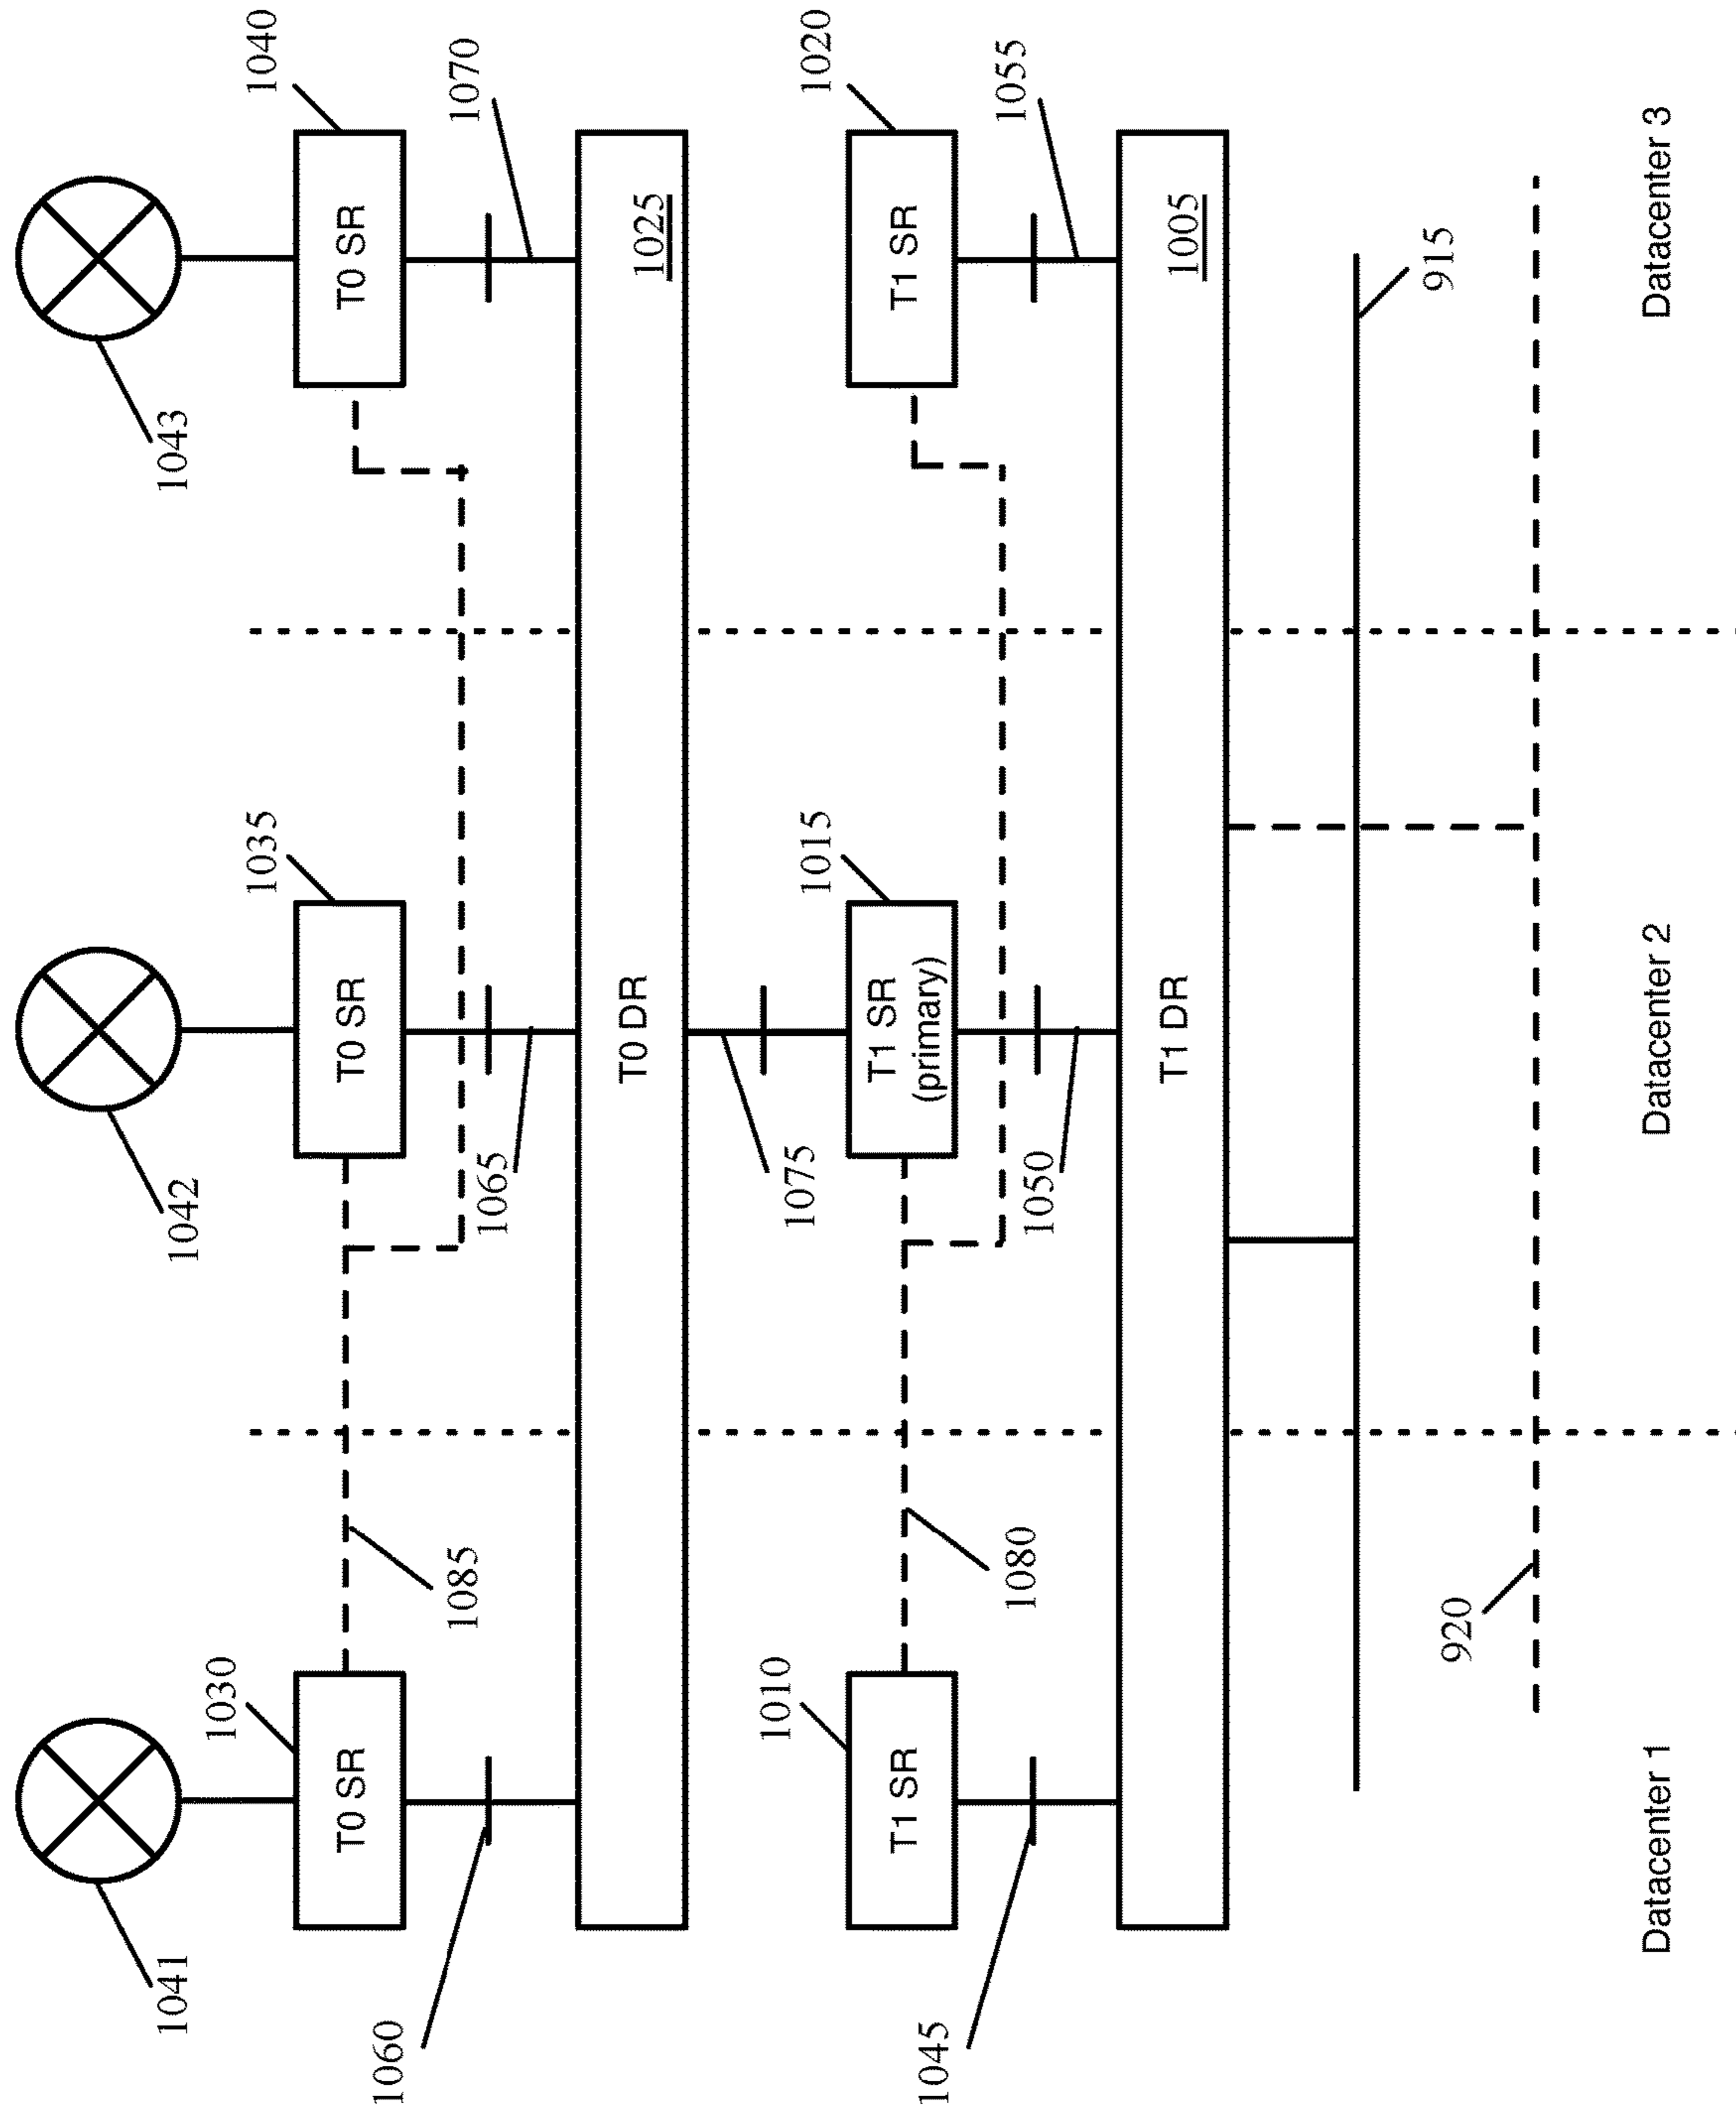 1041
1042
1043
1030
1035
1040
T0 SR
T0 SR
T0 SR
1085
1060
1065
1070
T0 DR
1025
1075
1010
1015
1020
T1 SR
T1 SR
(primary)
T1 SR
1080
1045
1050
1055
T1 DR
1005
915
920
Datacenter 1
Datacenter 2
Datacenter 3